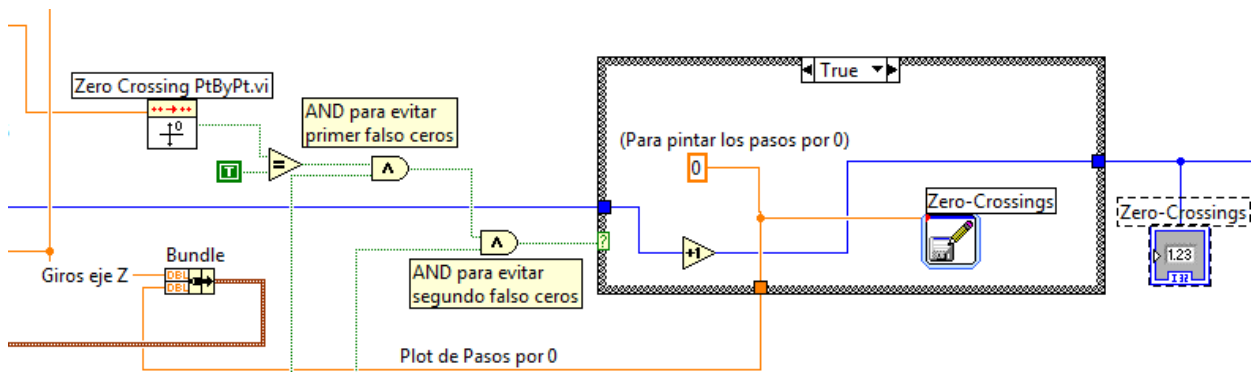 True
Zero Crossing PtByPt.vi
0
AND para evitar
primer falso ceros
T
=
(Para pintar los pasos por 0)
0
Zero-Crossings
Zero-Crossings
1.23
I32
+1
?
AND para evitar
segundo falso ceros
Bundle
Giros eje Z
DBL
DBL
Plot de Pasos por 0